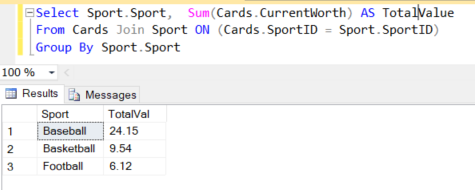 Select Sport.Sport, Sum(Cards.CurrentWorth) AS TotalValue
From Cards Join Sport ON (Cards.SportID = Sport.SportID)
Group By Sport.Sport
100 %
Results Messages
Sport TotalVal
1 Baseball 24.15
2 Basketball 9.54
3 Football 6.12